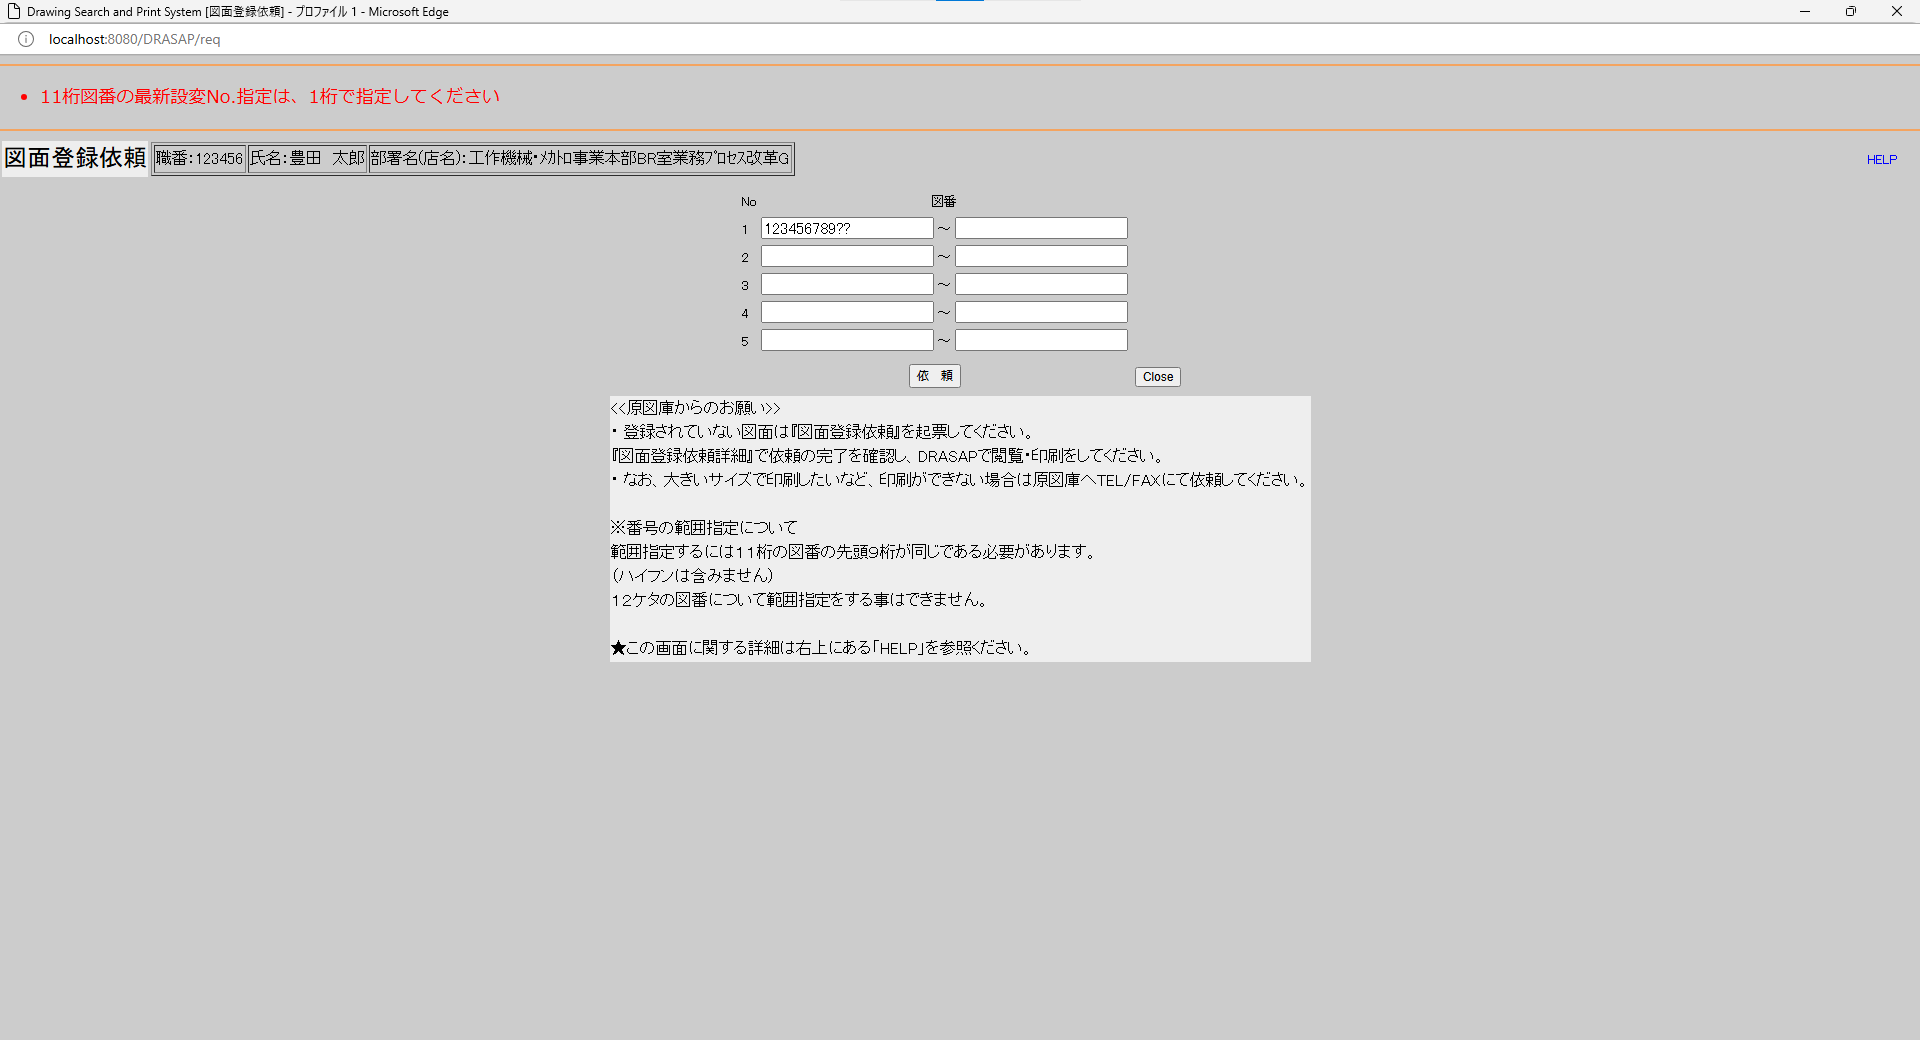 Drawing Search and Print System [図面登録依頼] - プロファイル 1 - Microsoft Edge
localhost:8080/DRASAP/req
• 11桁図番の最新設変No.指定は、1桁で指定してください
図面登録依頼 職番：123456 氏名：豊田　太郎 部署名(店名)：工作機械・ﾒｶﾄﾛ事業本部BR室業務ﾌﾟﾛｾｽ改革G HELP
No 図番
1 123456789?? ～
2 ～
3 ～
4 ～
5 ～
依　頼 Close
<<原図庫からのお願い>>
・ 登録されていない図面は『図面登録依頼』を起票してください。
『図面登録依頼詳細』で依頼の完了を確認し、DRASAPで閲覧・印刷をしてください。
・ なお、大きいサイズで印刷したいなど、印刷ができない場合は原図庫へTEL/FAXにて依頼してください。
※番号の範囲指定について
範囲指定するには１１桁の図番の先頭９桁が同じである必要があります。
（ハイフンは含みません）
１２ケタの図番について範囲指定をする事はできません。
★この画面に関する詳細は右上にある「HELP」を参照ください。